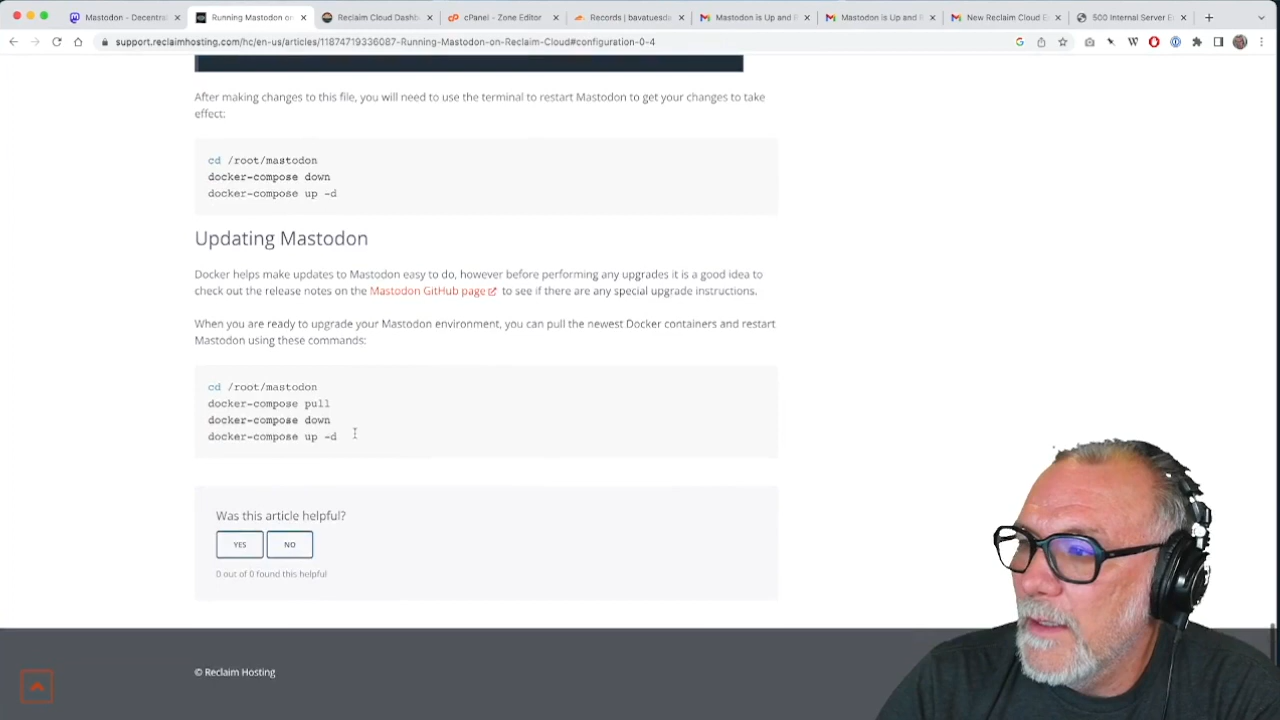 Mastodon - Decentral
Running Mastodon on
Reclaim Cloud Dashb
cPanel - Zone Editor
Records | bavatuesd
Mastodon is Up and R
Mastodon is Up and R
New Reclaim Cloud E
500 Internal Server E
support.reclaimhosting.com/hc/en-us/articles/11874719336087-Running-Mastodon-on-Reclaim-Cloud#configuration-0-4
After making changes to this file, you will need to use the terminal to restart Mastodon to get your changes to take
effect:
cd /root/mastodon
docker-compose down
docker-compose up -d
Updating Mastodon
Docker helps make updates to Mastodon easy to do, however before performing any upgrades it is a good idea to
check out the release notes on the Mastodon GitHub page to see if there are any special upgrade instructions.
When you are ready to upgrade your Mastodon environment, you can pull the newest Docker containers and restart
Mastodon using these commands:
cd /root/mastodon
docker-compose pull
docker-compose down
docker-compose up -d
Was this article helpful?
YES NO
0 out of 0 found this helpful
© Reclaim Hosting